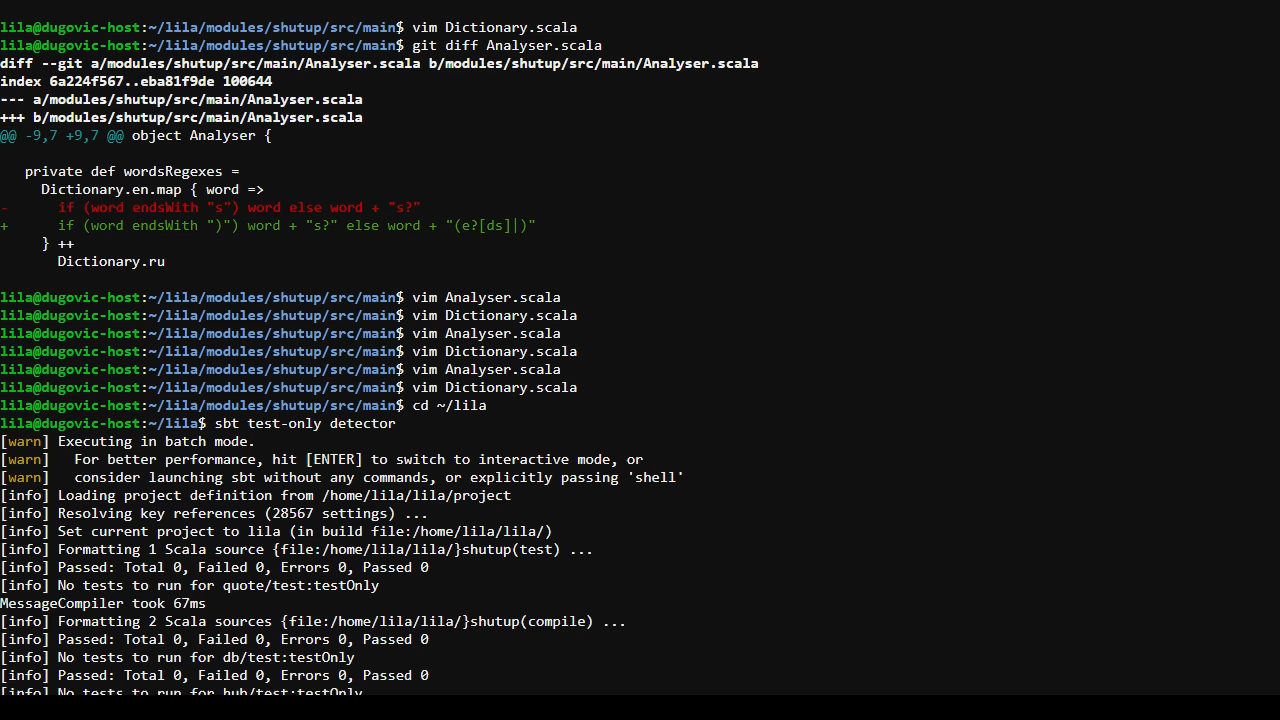 lila@dugovic-host:~/lila/modules/shutup/src/main$ vim Dictionary.scala
lila@dugovic-host:~/lila/modules/shutup/src/main$ git diff Analyser.scala
diff --git a/modules/shutup/src/main/Analyser.scala b/modules/shutup/src/main/Analyser.scala
index 6a224f567..eba81f9de 100644
--- a/modules/shutup/src/main/Analyser.scala
+++ b/modules/shutup/src/main/Analyser.scala
@@ -9,7 +9,7 @@ object Analyser {
   private def wordsRegexes =
     Dictionary.en.map { word =>
-      if (word endsWith "s") word else word + "s?"
+      if (word endsWith ")") word + "s?" else word + "(e?[ds]|)"
     } ++
       Dictionary.ru
lila@dugovic-host:~/lila/modules/shutup/src/main$ vim Analyser.scala
lila@dugovic-host:~/lila/modules/shutup/src/main$ vim Dictionary.scala
lila@dugovic-host:~/lila/modules/shutup/src/main$ vim Analyser.scala
lila@dugovic-host:~/lila/modules/shutup/src/main$ vim Dictionary.scala
lila@dugovic-host:~/lila/modules/shutup/src/main$ vim Analyser.scala
lila@dugovic-host:~/lila/modules/shutup/src/main$ vim Dictionary.scala
lila@dugovic-host:~/lila/modules/shutup/src/main$ cd ~/lila
lila@dugovic-host:~/lila$ sbt test-only detector
[warn] Executing in batch mode.
[warn]   For better performance, hit [ENTER] to switch to interactive mode, or
[warn]   consider launching sbt without any commands, or explicitly passing 'shell'
[info] Loading project definition from /home/lila/lila/project
[info] Resolving key references (28567 settings) ...
[info] Set current project to lila (in build file:/home/lila/lila/)
[info] Formatting 1 Scala source {file:/home/lila/lila/}shutup(test) ...
[info] Passed: Total 0, Failed 0, Errors 0, Passed 0
[info] No tests to run for quote/test:testOnly
MessageCompiler took 67ms
[info] Formatting 2 Scala sources {file:/home/lila/lila/}shutup(compile) ...
[info] Passed: Total 0, Failed 0, Errors 0, Passed 0
[info] No tests to run for db/test:testOnly
[info] Passed: Total 0, Failed 0, Errors 0, Passed 0
[info] No tests to run for hub/test:testOnly